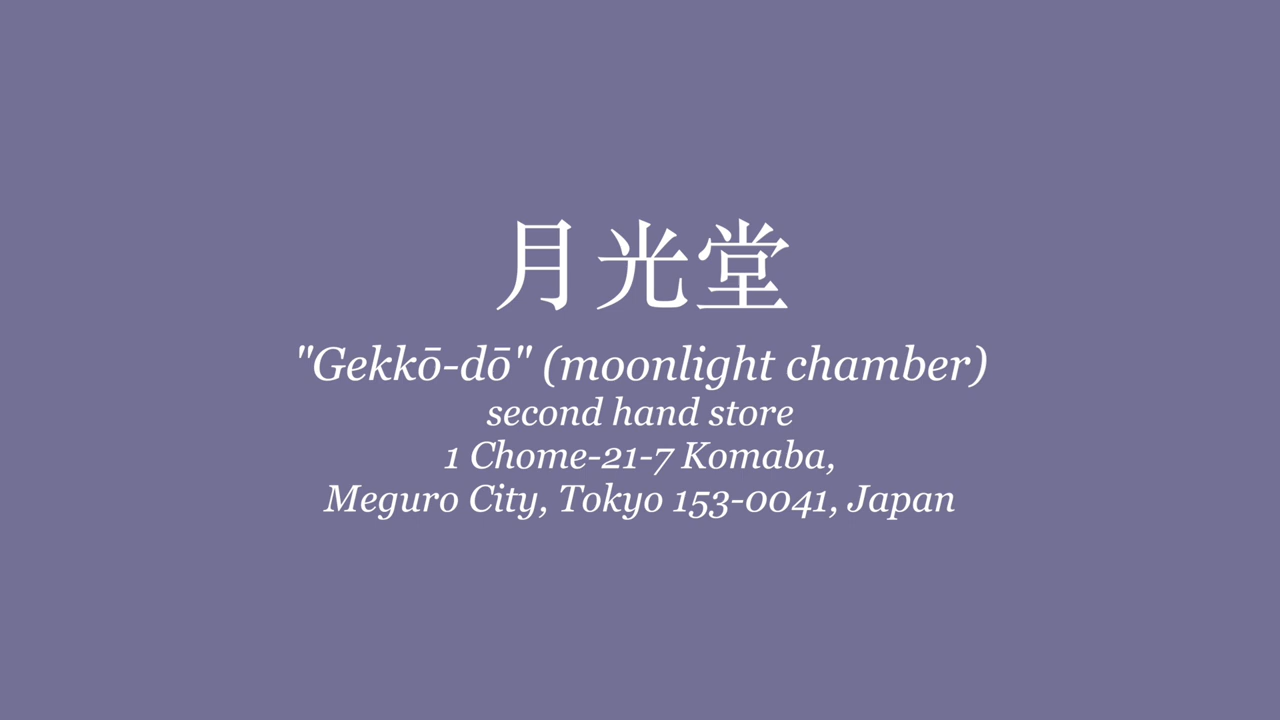 月光堂
"Gekkō-dō" (moonlight chamber)
second hand store
1 Chome-21-7 Komaba,
Meguro City, Tokyo 153-0041, Japan